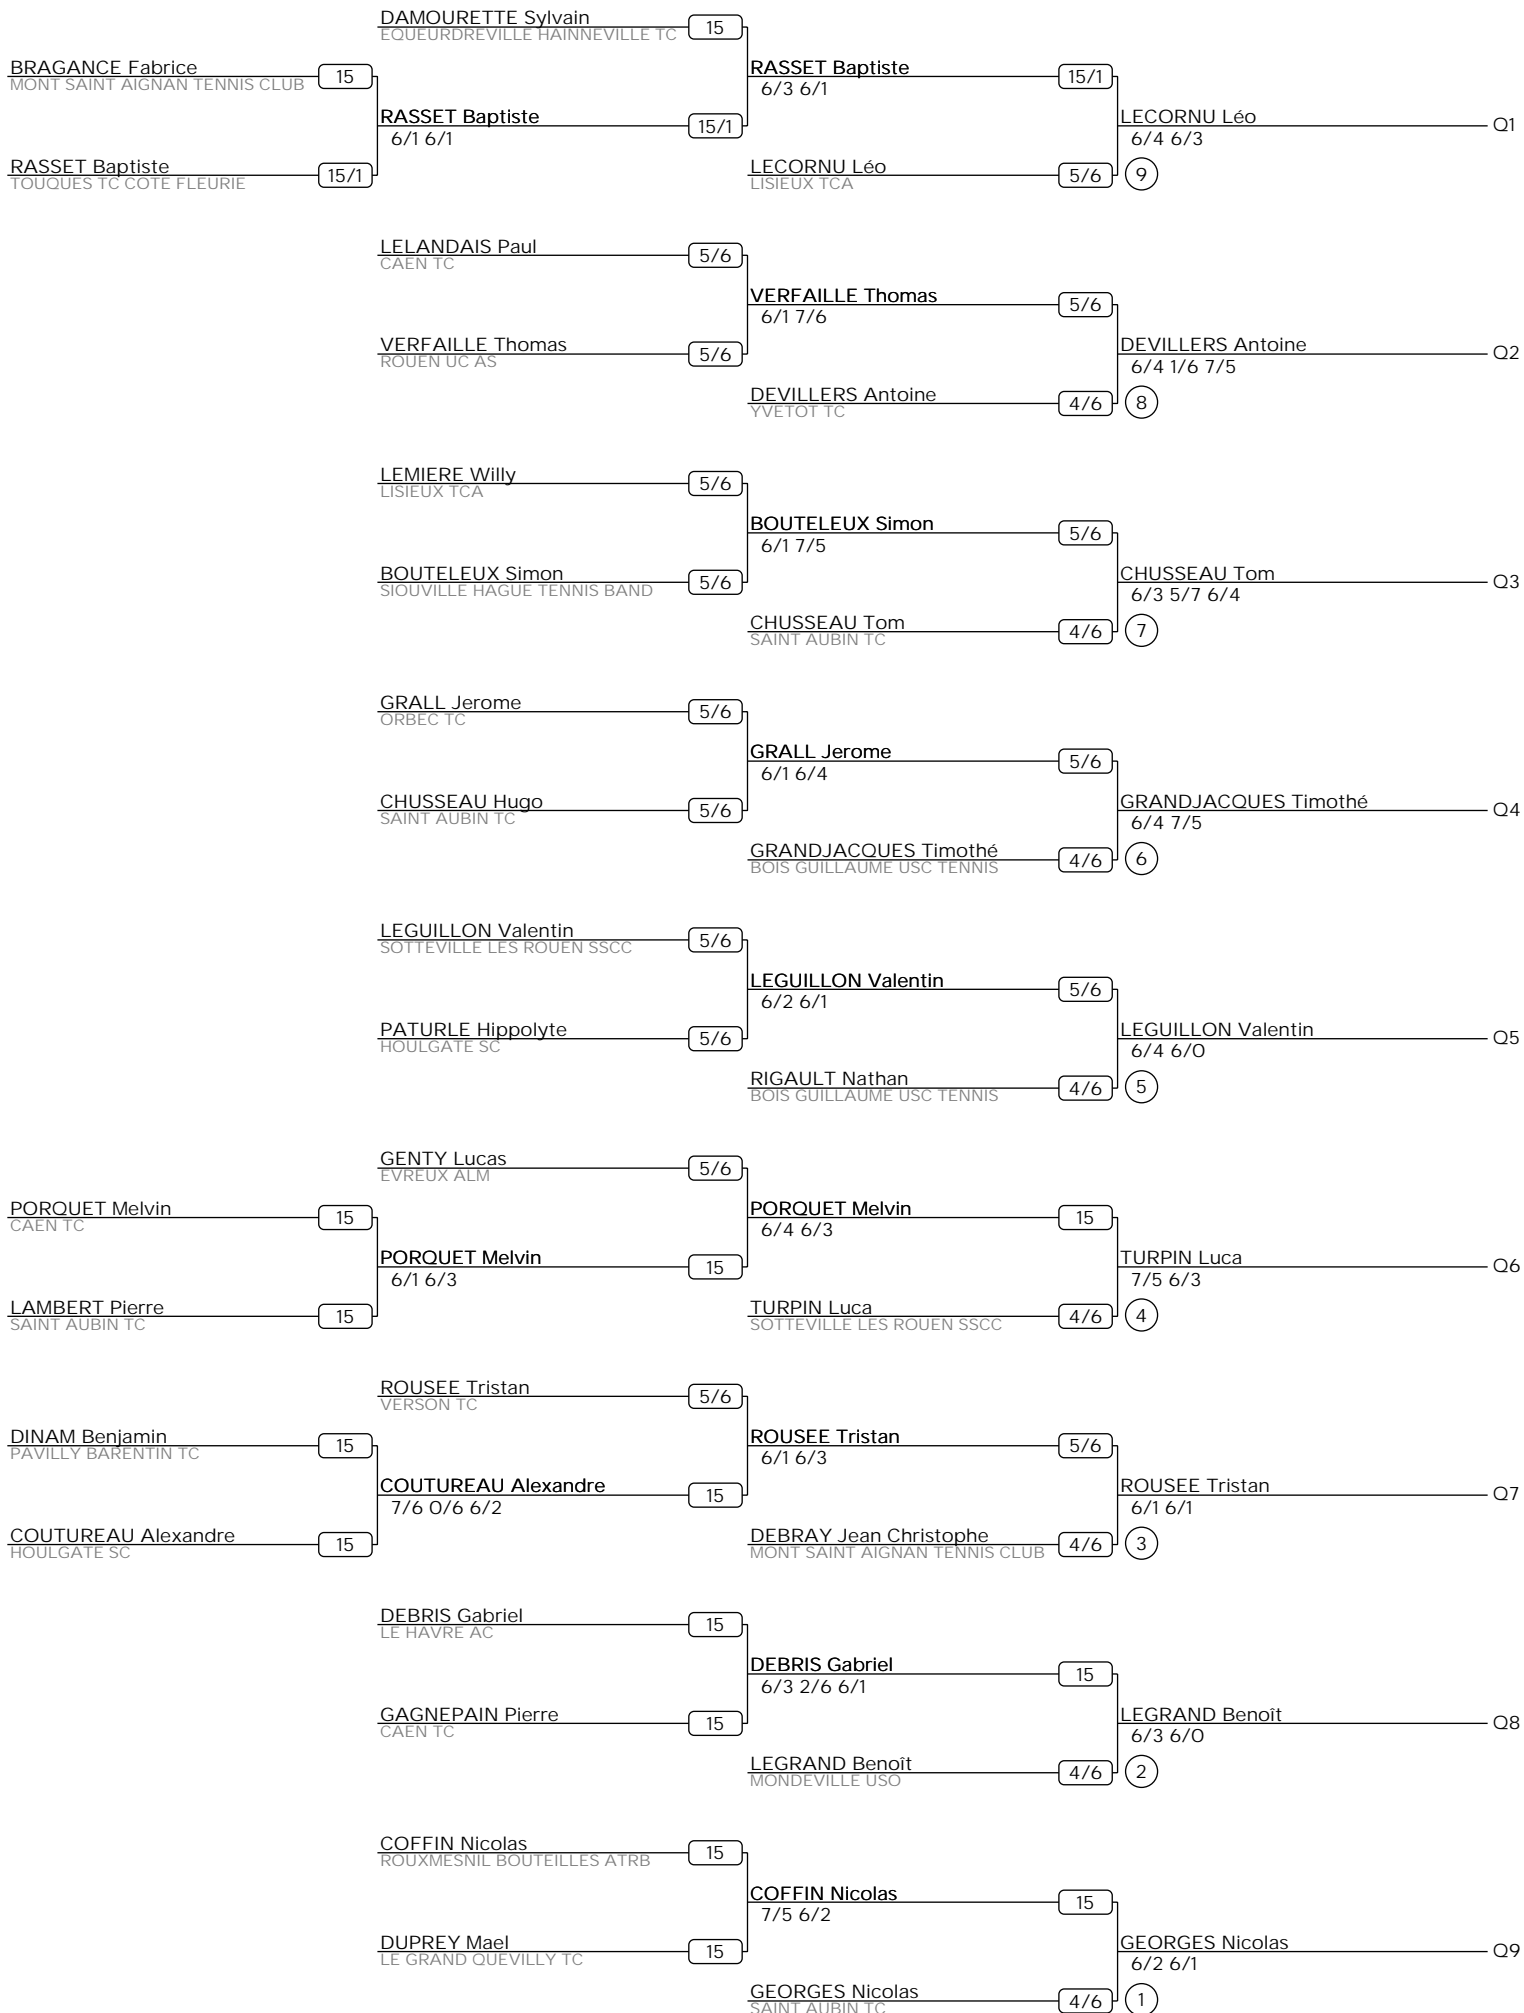 DAMOURETTE Sylvain
EQUEURDREVILLE HAINNEVILLE TC
15
BRAGANCE Fabrice
MONT SAINT AIGNAN TENNIS CLUB
15
RASSET Baptiste
6/3 6/1
15/1
RASSET Baptiste
6/1 6/1
15/1
LECORNU Léo
6/4 6/3
Q1
RASSET Baptiste
TOUQUES TC COTE FLEURIE
15/1
LECORNU Léo
LISIEUX TCA
5/6
9
LELANDAIS Paul
CAEN TC
5/6
VERFAILLE Thomas
6/1 7/6
5/6
VERFAILLE Thomas
ROUEN UC AS
5/6
DEVILLERS Antoine
6/4 1/6 7/5
Q2
DEVILLERS Antoine
YVETOT TC
4/6
8
LEMIERE Willy
LISIEUX TCA
5/6
BOUTELEUX Simon
6/1 7/5
5/6
BOUTELEUX Simon
SIOUVILLE HAGUE TENNIS BAND
5/6
CHUSSEAU Tom
6/3 5/7 6/4
Q3
CHUSSEAU Tom
SAINT AUBIN TC
4/6
7
GRALL Jerome
ORBEC TC
5/6
GRALL Jerome
6/1 6/4
5/6
CHUSSEAU Hugo
SAINT AUBIN TC
5/6
GRANDJACQUES Timothé
6/4 7/5
Q4
GRANDJACQUES Timothé
BOIS GUILLAUME USC TENNIS
4/6
6
LEGUILLON Valentin
SOTTEVILLE LES ROUEN SSCC
5/6
LEGUILLON Valentin
6/2 6/1
5/6
PATURLE Hippolyte
HOULGATE SC
5/6
LEGUILLON Valentin
6/4 6/0
Q5
RIGAULT Nathan
BOIS GUILLAUME USC TENNIS
4/6
5
GENTY Lucas
EVREUX ALM
5/6
PORQUET Melvin
CAEN TC
15
PORQUET Melvin
6/4 6/3
15
PORQUET Melvin
6/1 6/3
15
TURPIN Luca
7/5 6/3
Q6
LAMBERT Pierre
SAINT AUBIN TC
15
TURPIN Luca
SOTTEVILLE LES ROUEN SSCC
4/6
4
ROUSEE Tristan
VERSON TC
5/6
DINAM Benjamin
PAVILLY BARENTIN TC
15
ROUSEE Tristan
6/1 6/3
5/6
COUTUREAU Alexandre
7/6 0/6 6/2
15
ROUSEE Tristan
6/1 6/1
Q7
COUTUREAU Alexandre
HOULGATE SC
15
DEBRAY Jean Christophe
MONT SAINT AIGNAN TENNIS CLUB
4/6
3
DEBRIS Gabriel
LE HAVRE AC
15
DEBRIS Gabriel
6/3 2/6 6/1
15
GAGNEPAIN Pierre
CAEN TC
15
LEGRAND Benoît
6/3 6/0
Q8
LEGRAND Benoît
MONDEVILLE USO
4/6
2
COFFIN Nicolas
ROUXMESNIL BOUTEILLES ATRB
15
COFFIN Nicolas
7/5 6/2
15
DUPREY Mael
LE GRAND QUEVILLY TC
15
GEORGES Nicolas
6/2 6/1
Q9
GEORGES Nicolas
SAINT AUBIN TC
4/6
1